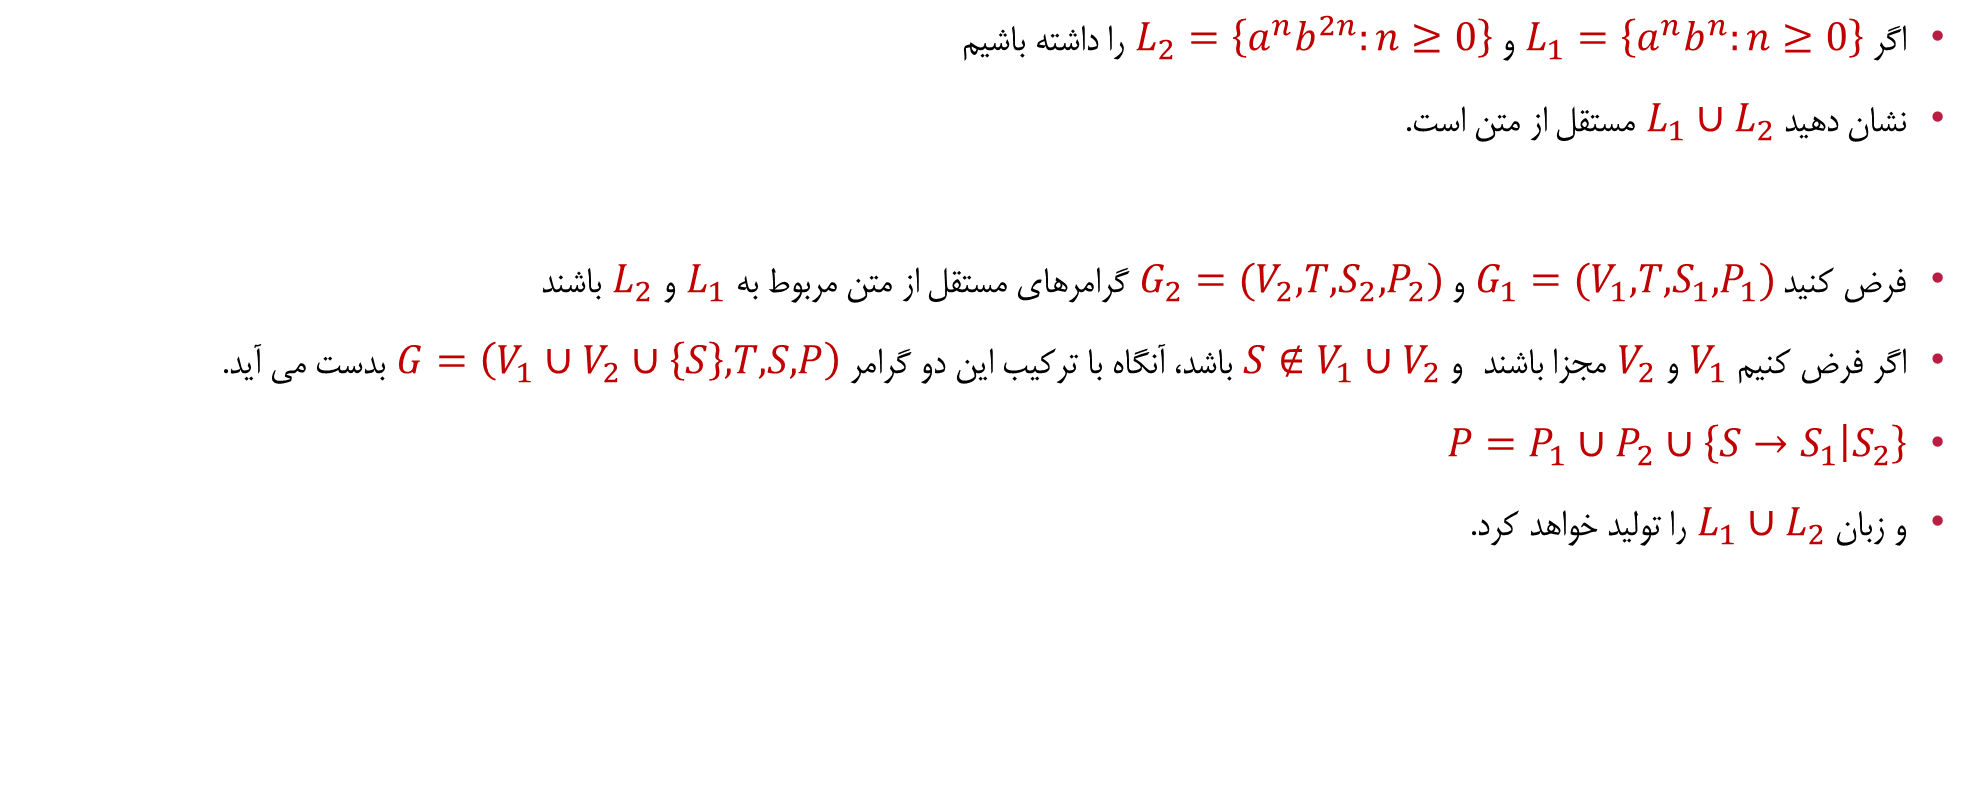 • اگر $L_1 = \{a^n b^n : n \geq 0\}$ و $L_2 = \{a^n b^{2n} : n \geq 0\}$ را داشته باشیم
• نشان دهید $L_1 \cup L_2$ مستقل از متن است.
• فرض کنید $G_1 = (V_1,T,S_1,P_1)$ و $G_2 = (V_2,T,S_2,P_2)$ گرامرهای مستقل از متن مربوط به $L_1$ و $L_2$ باشند
• اگر فرض کنیم $V_1$ و $V_2$ مجزا باشند و $S \notin V_1 \cup V_2$ باشد، آنگاه با ترکیب این دو گرامر $G = (V_1 \cup V_2 \cup \{S\},T,S,P)$ بدست می آید.
• $P = P_1 \cup P_2 \cup \{S \to S_1|S_2\}$
• و زبان $L_1 \cup L_2$ را تولید خواهد کرد.